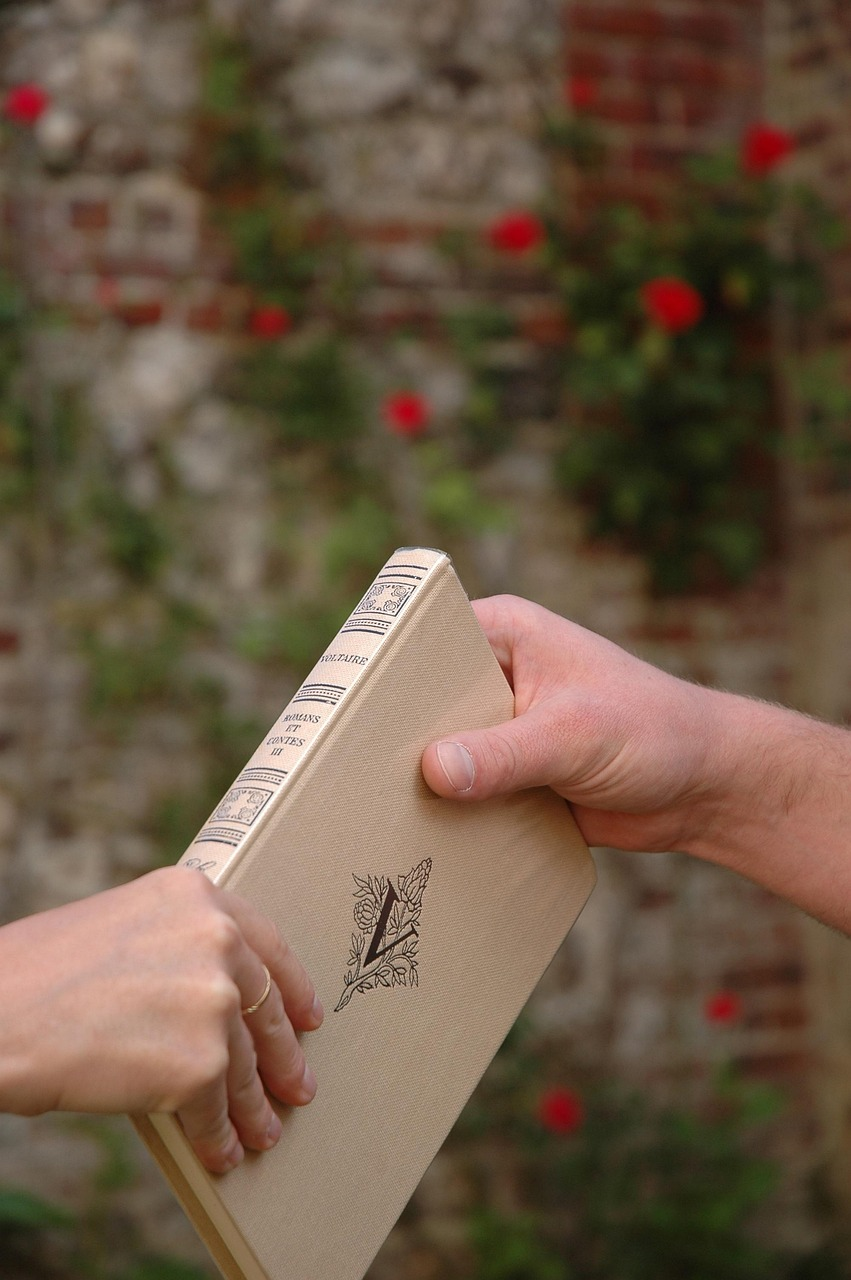 VOLTAIRE
ROMANS
ET
CONTES
III
V